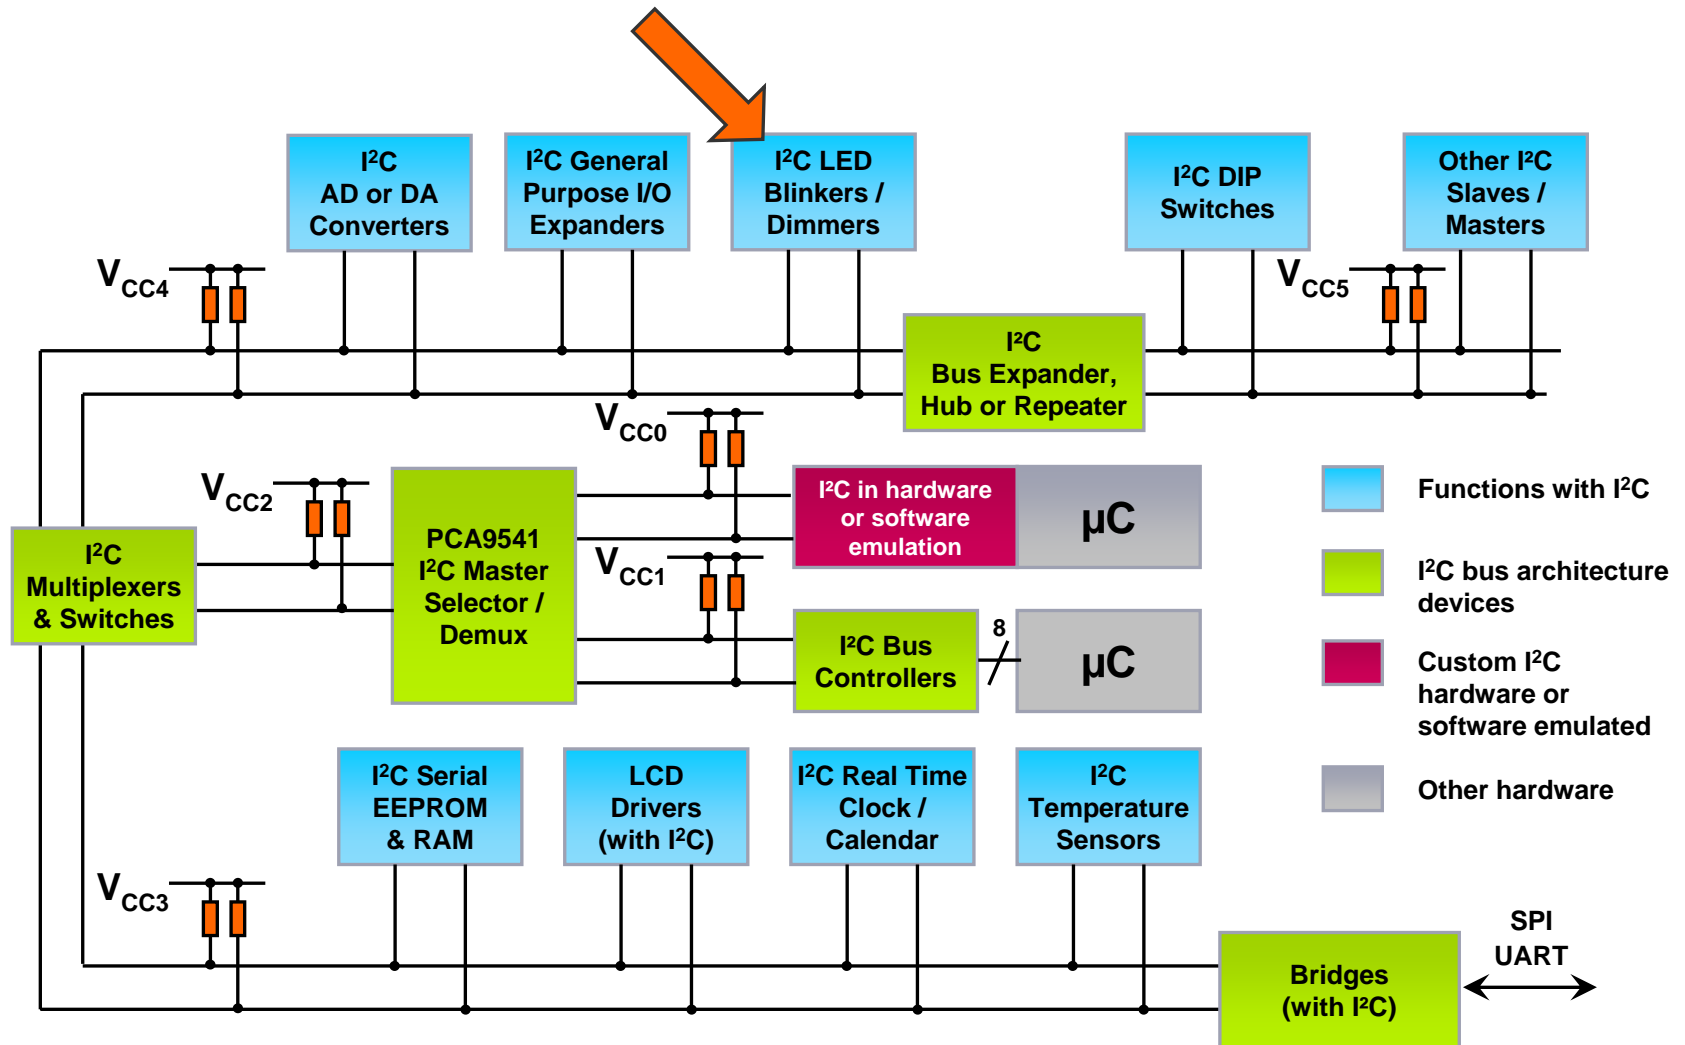 I²C
AD or DA
Converters
I²C General
Purpose I/O
Expanders
I²C LED
Blinkers /
Dimmers
I²C DIP
Switches
Other I²C
Slaves /
Masters
VCC4
VCC5
I²C
Bus Expander,
Hub or Repeater
VCC0
VCC2
I²C in hardware
or software
emulation
µC
PCA9541
I²C Master
Selector /
Demux
I²C
Multiplexers
& Switches
VCC1
I²C Bus
Controllers
8
µC
Functions with I²C
I²C bus architecture
devices
Custom I²C
hardware or
software emulated
Other hardware
I²C Serial
EEPROM
& RAM
LCD
Drivers
(with I²C)
I²C Real Time
Clock /
Calendar
I²C
Temperature
Sensors
VCC3
SPI
UART
Bridges
(with I²C)